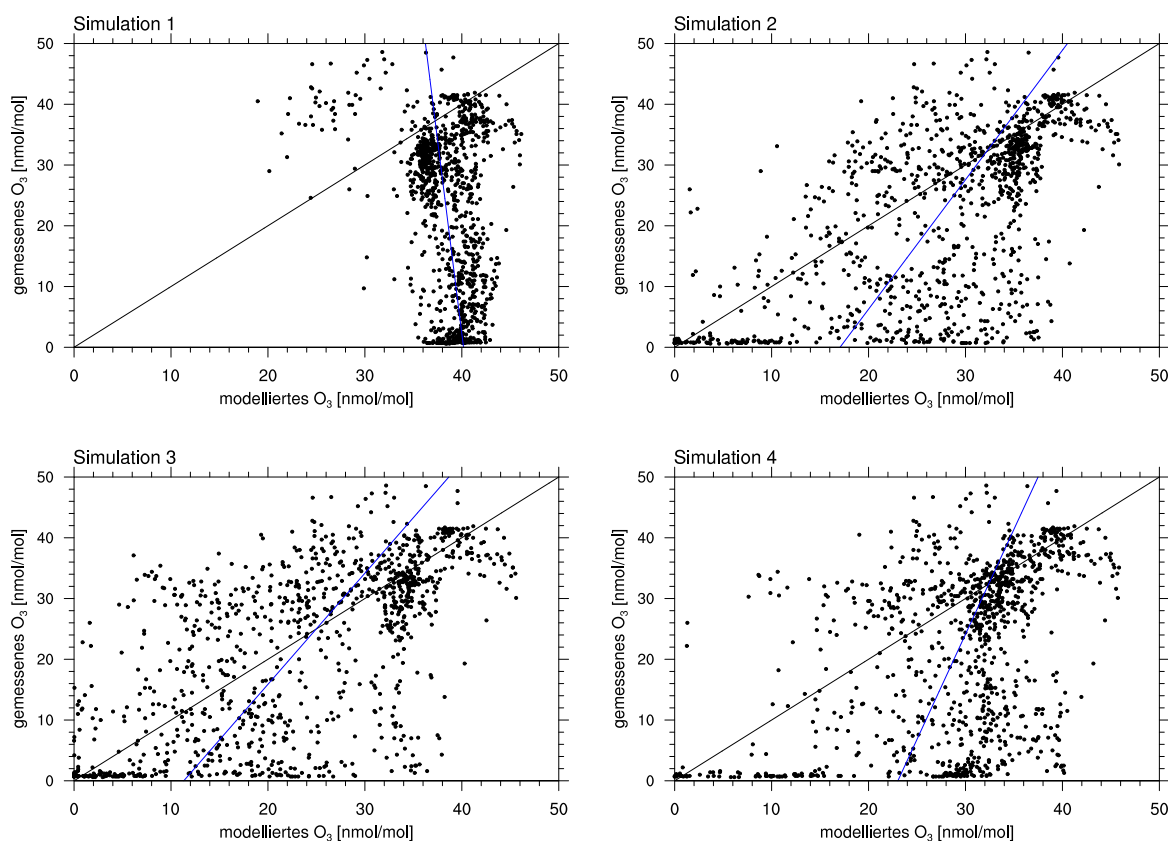 Simulation 1
50
40
30
20
10
0
gemessenes O₃ [nmol/mol]
0 10 20 30 40 50
modelliertes O₃ [nmol/mol]
Simulation 2
50
40
30
20
10
0
gemessenes O₃ [nmol/mol]
0 10 20 30 40 50
modelliertes O₃ [nmol/mol]
Simulation 3
50
40
30
20
10
0
gemessenes O₃ [nmol/mol]
0 10 20 30 40 50
modelliertes O₃ [nmol/mol]
Simulation 4
50
40
30
20
10
0
gemessenes O₃ [nmol/mol]
0 10 20 30 40 50
modelliertes O₃ [nmol/mol]